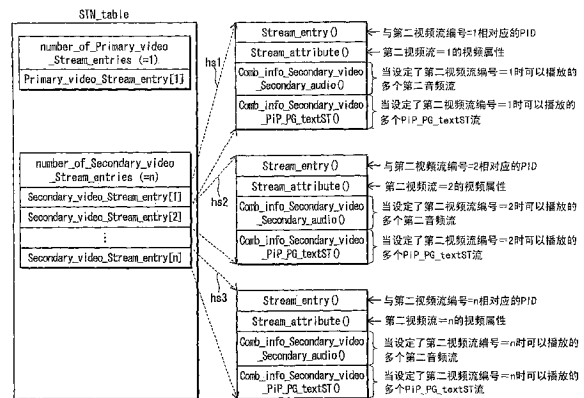 STN_table
number_of_Primary_video
_Stream_entries (=1)
Primary_video_Stream_entry[1]
number_of_Secondary_video
_Stream_entries (=n)
Secondary_video_Stream_entry[1]
Secondary_video_Stream_entry[2]
⋮
Secondary_video_Stream_entry[n]
hs1
Stream_entry()
与第二视频流编号=1相对应的PID
Stream_attribute()
第二视频流=1的视频属性
Comb_info_Secondary_video
_Secondary_audio()
当设定了第二视频流编号=1时可以播放的
多个第二音频流
Comb_info_Secondary_video
_PiP_PG_textST()
当设定了第二视频流编号=1时可以播放的
多个PiP_PG_textST流
hs2
Stream_entry()
与第二视频流编号=2相对应的PID
Stream_attribute()
第二视频流=2的视频属性
Comb_info_Secondary_video
_Secondary_audio()
当设定了第二视频流编号=2时可以播放的
多个第二音频流
Comb_info_Secondary_video
_PiP_PG_textST()
当设定了第二视频流编号=2时可以播放的
多个PiP_PG_textST流
hs3
Stream_entry()
与第二视频流编号=n相对应的PID
Stream_attribute()
第二视频流=n的视频属性
Comb_info_Secondary_video
_Secondary_audio()
当设定了第二视频流编号=n时可以播放的
多个第二音频流
Comb_info_Secondary_video
_PiP_PG_textST()
当设定了第二视频流编号=n时可以播放的
多个PiP_PG_textST流